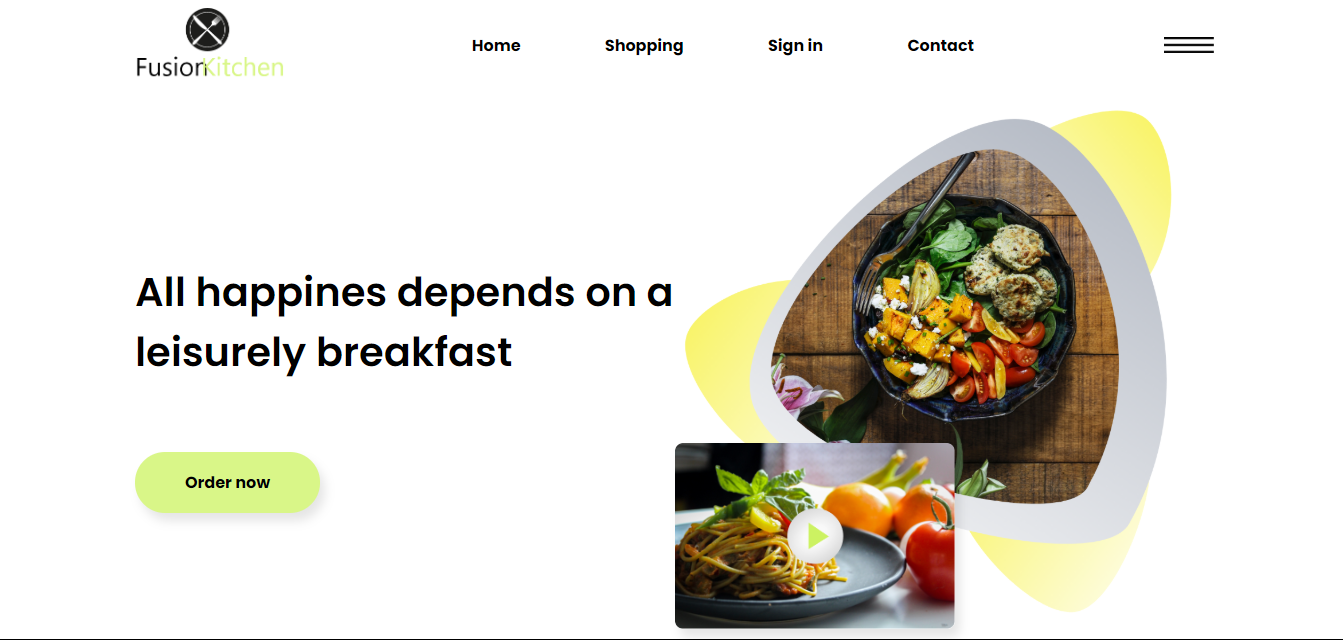 FusionKitchen
Home
Shopping
Sign in
Contact
All happines depends on a
leisurely breakfast
Order now